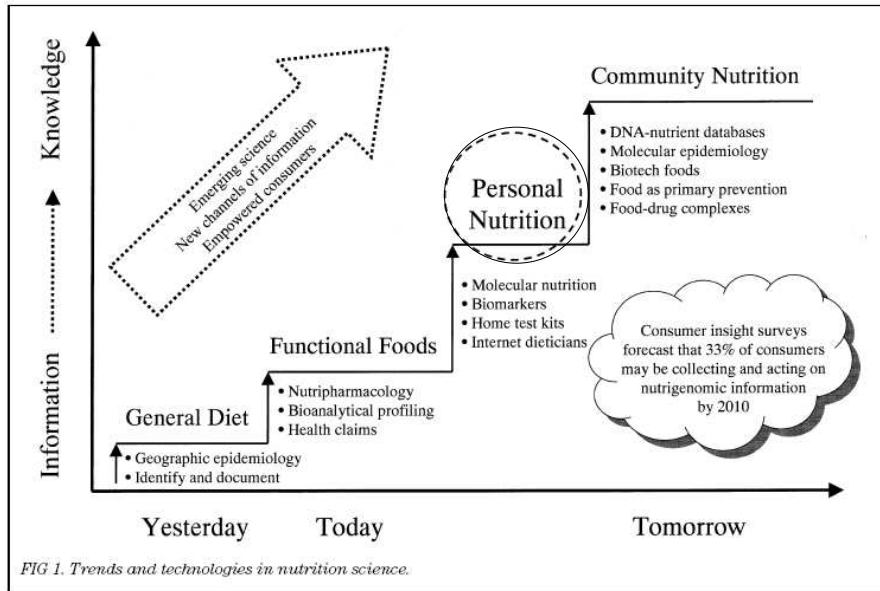 Knowledge
Information
Emerging science
New channels of information
Empowered consumers
Community Nutrition
• DNA-nutrient databases
• Molecular epidemiology
• Biotech foods
• Food as primary prevention
• Food-drug complexes
Personal
Nutrition
• Molecular nutrition
• Biomarkers
• Home test kits
• Internet dieticians
Functional Foods
• Nutripharmacology
• Bioanalytical profiling
• Health claims
General Diet
• Geographic epidemiology
• Identify and document
Consumer insight surveys
forecast that 33% of consumers
may be collecting and acting on
nutrigenomic information
by 2010
Yesterday
Today
Tomorrow
FIG 1. Trends and technologies in nutrition science.